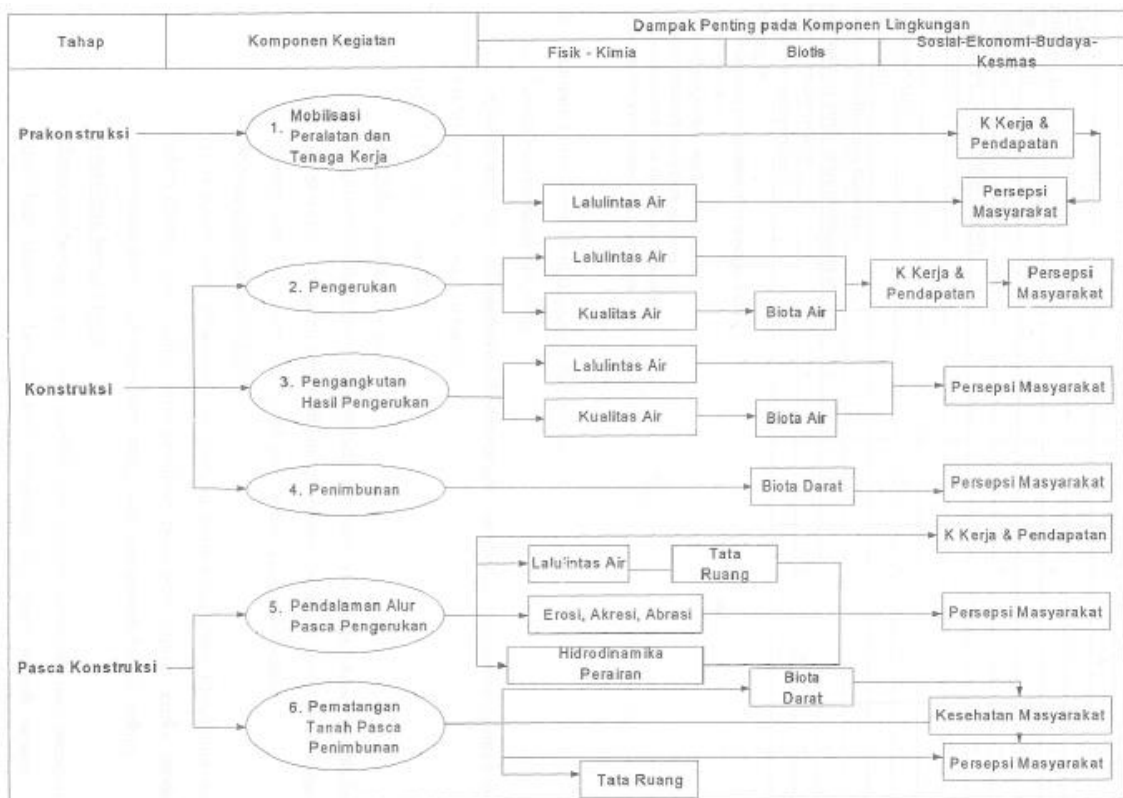 Tahap
Komponen Kegiatan
Dampak Penting pada Komponen Lingkungan
Fisik - Kimia
Biotis
Sosial-Ekonomi-Budaya-
Kesmas
Prakonstruksi
1. Mobilisasi
Peralatan dan
Tenaga Kerja
K Kerja &
Pendapatan
Lalulintas Air
Persepsi
Masyarakat
2. Pengerukan
Lalulintas Air
Kualitas Air
Biota Air
K Kerja &
Pendapatan
Persepsi
Masyarakat
Konstruksi
3. Pengangkutan
Hasil Pengerukan
Lalulintas Air
Kualitas Air
Biota Air
Persepsi Masyarakat
4. Penimbunan
Biota Darat
Persepsi Masyarakat
K Kerja & Pendapatan
Lalulintas Air
Tata
Ruang
5. Pendalaman Alur
Pasca Pengerukan
Erosi, Akresi, Abrasi
Persepsi Masyarakat
Hidrodinamika
Perairan
Pasca Konstruksi
Biota
Darat
6. Pematangan
Tanah Pasca
Penimbunan
Kesehatan Masyarakat
Persepsi Masyarakat
Tata Ruang